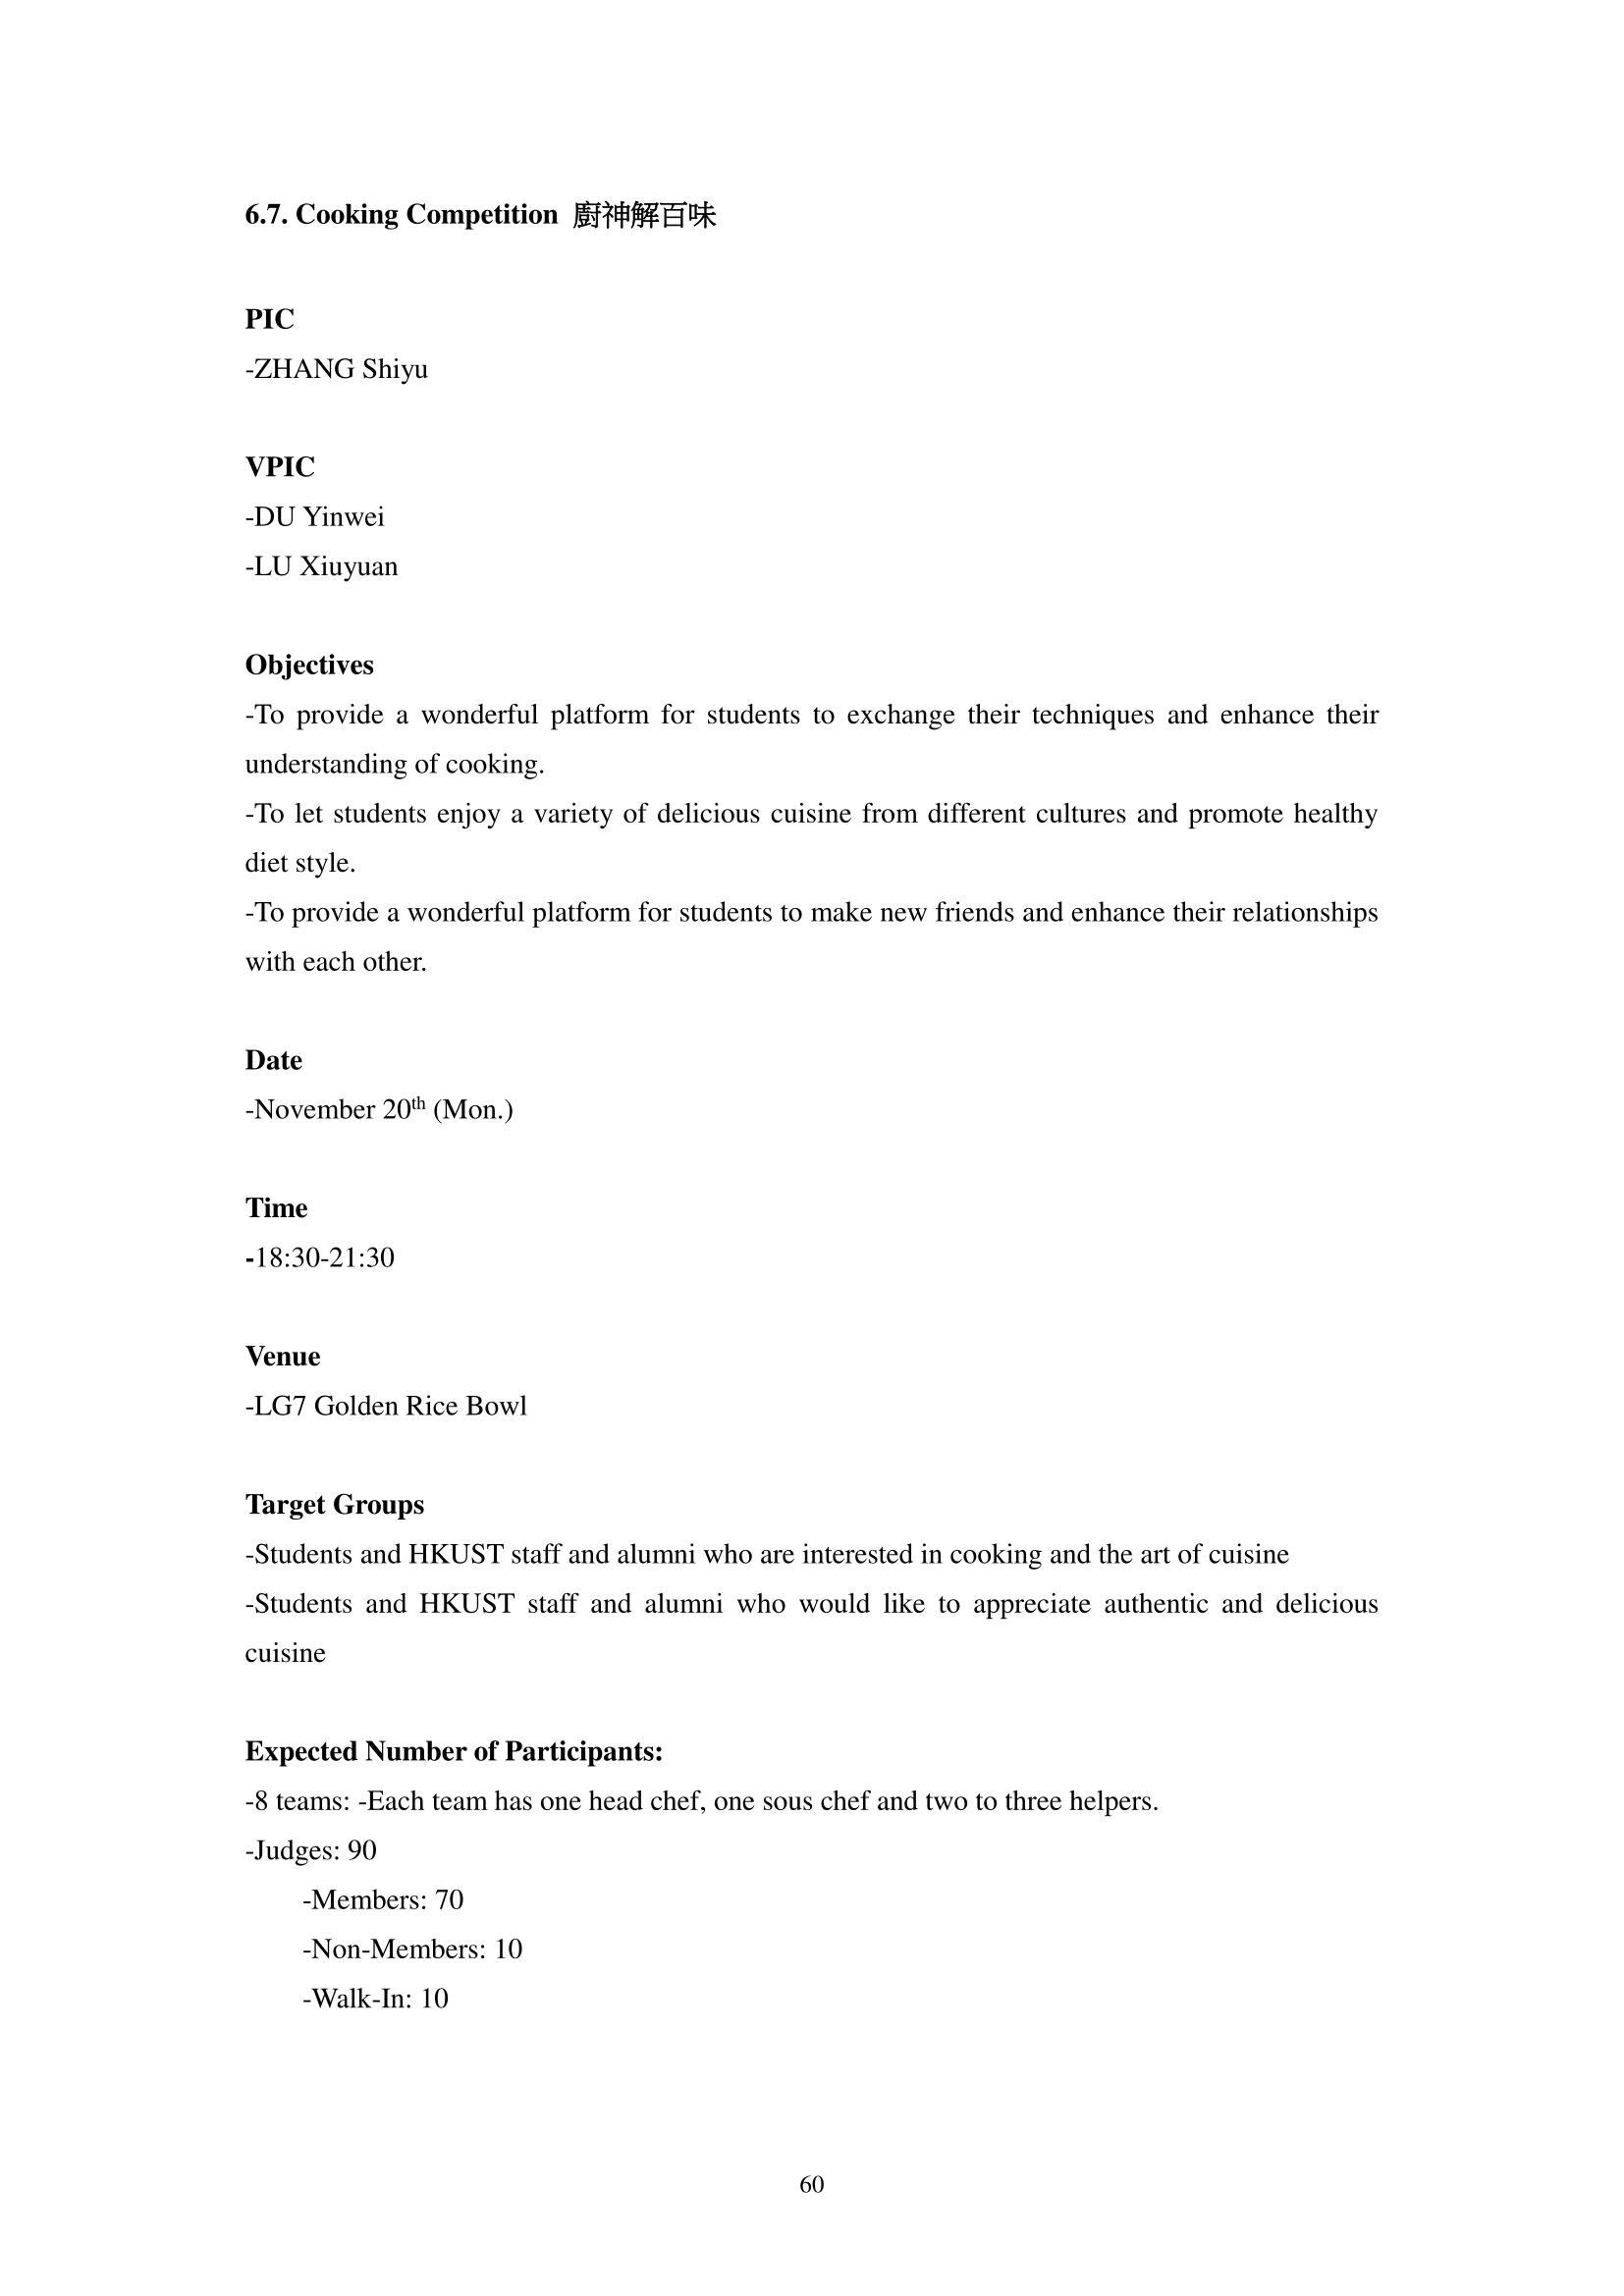 6.7. Cooking Competition 廚神解百味
PIC
-ZHANG Shiyu
VPIC
-DU Yinwei
-LU Xiuyuan
Objectives
-To provide a wonderful platform for students to exchange their techniques and enhance their
understanding of cooking.
-To let students enjoy a variety of delicious cuisine from different cultures and promote healthy
diet style.
-To provide a wonderful platform for students to make new friends and enhance their relationships
with each other.
Date
-November 20th (Mon.)
Time
-18:30-21:30
Venue
-LG7 Golden Rice Bowl
Target Groups
-Students and HKUST staff and alumni who are interested in cooking and the art of cuisine
-Students and HKUST staff and alumni who would like to appreciate authentic and delicious
cuisine
Expected Number of Participants:
-8 teams: -Each team has one head chef, one sous chef and two to three helpers.
-Judges: 90
-Members: 70
-Non-Members: 10
-Walk-In: 10
60